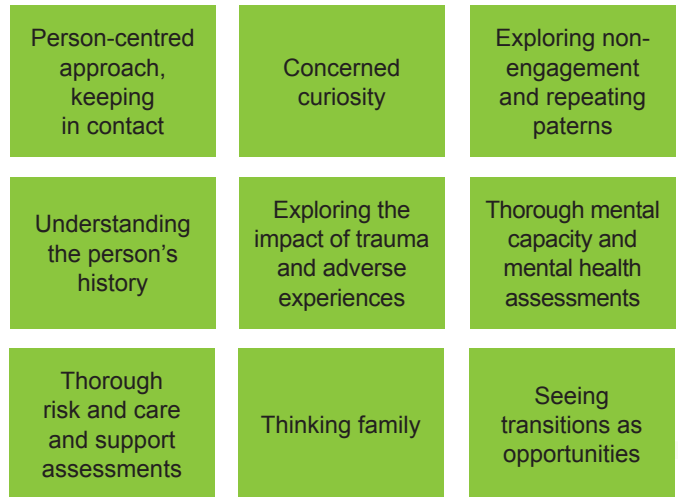 Person-centred
approach,
keeping
in contact
Concerned
curiosity
Exploring non-
engagement
and repeating
paterns
Understanding
the person's
history
Exploring the
impact of trauma
and adverse
experiences
Thorough mental
capacity and
mental health
assessments
Thorough
risk and care
and support
assessments
Thinking family
Seeing
transitions as
opportunities